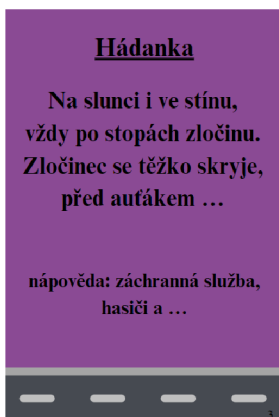 Hádanka
Na slunci i ve stínu,
vždy po stopách zločinu.
Zločinec se těžko skryje,
před auťákem …
nápověda: záchranná služba,
hasiči a …
3